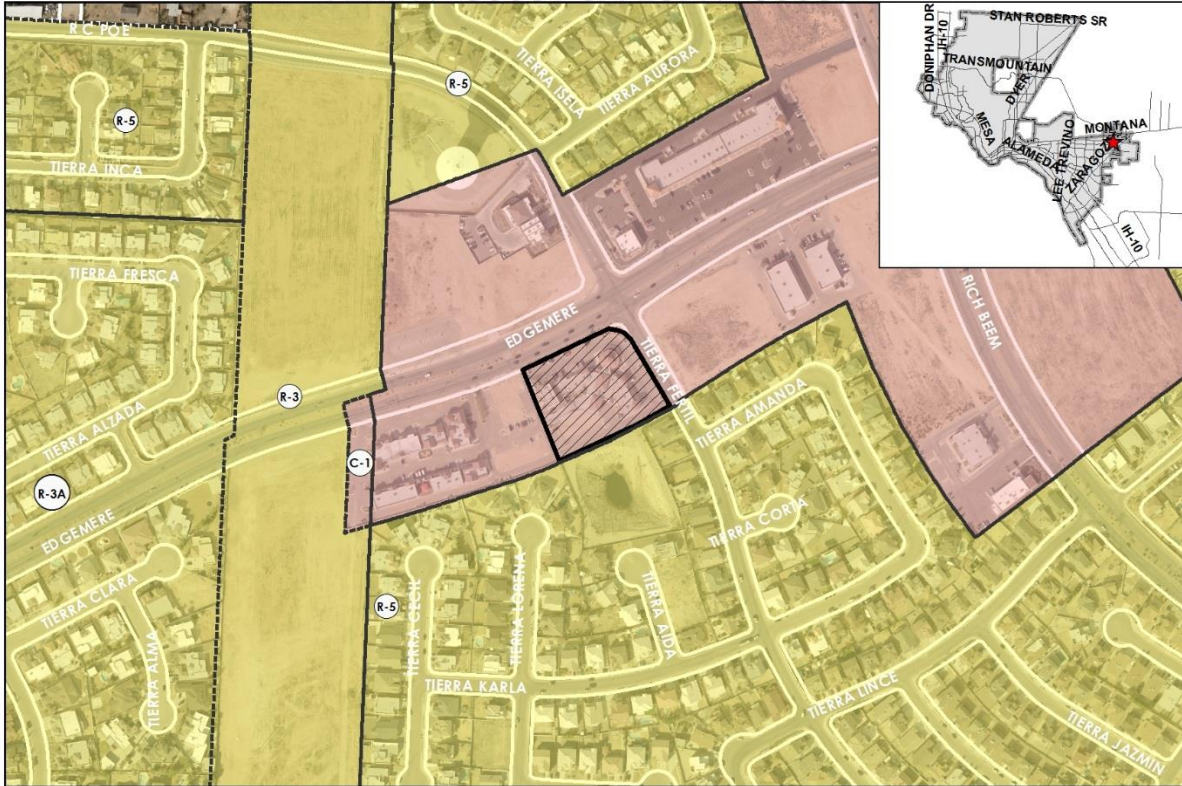 R C POE
TIERRA ISELA
TIERRA AURORA
R-5
R-5
TIERRA INCA
TIERRA FRESCA
EDGEMERE
TIERRA FERTIL
RICH BEEM
R-3
TIERRA ALZADA
C-1
R-3A
EDGEMERE
TIERRA AMANDA
TIERRA CORTA
TIERRA CLARA
TIERRA ALMA
R-5
TIERRA CECIL
TIERRA LORENA
TIERRA AIDA
TIERRA KARLA
TIERRA LINCE
TIERRA JAZMIN
DONIPHAN DR
IH-10
STAN ROBERTS SR
TRANSMOUNTAIN
DYER
MESA
ALAMEDA
LEE TREVINO
ZARAGOZA
MONTANA
IH-10